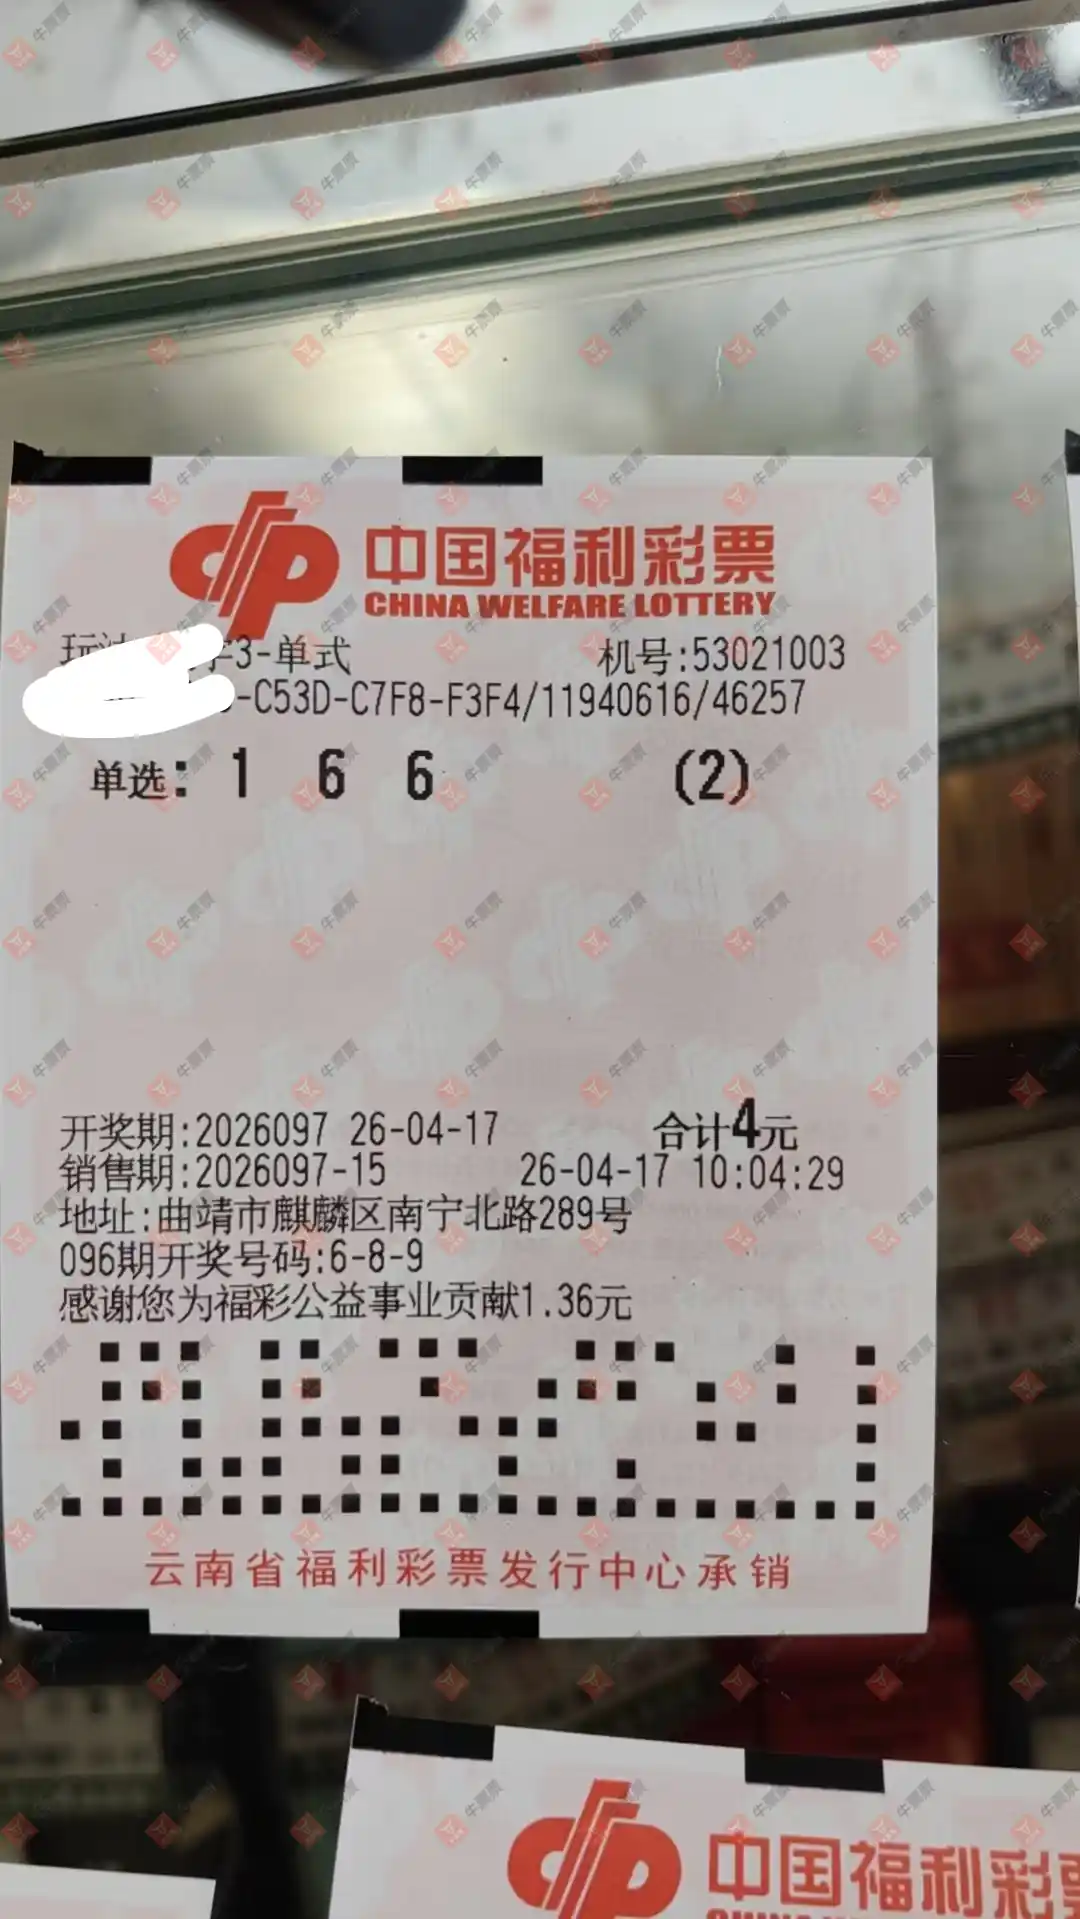 中国福利彩票
CHINA WELFARE LOTTERY
玩 字3-单式 机号:53021003
-C53D-C7F8-F3F4/11940616/46257
单选: 1 6 6 (2)
开奖期:2026097 26-04-17 合计4元
销售期:2026097-15 26-04-17 10:04:29
地址:曲靖市麒麟区南宁北路289号
096期开奖号码:6-8-9
感谢您为福彩公益事业贡献1.36元
云南省福利彩票发行中心承销
中国福利彩
牛票票